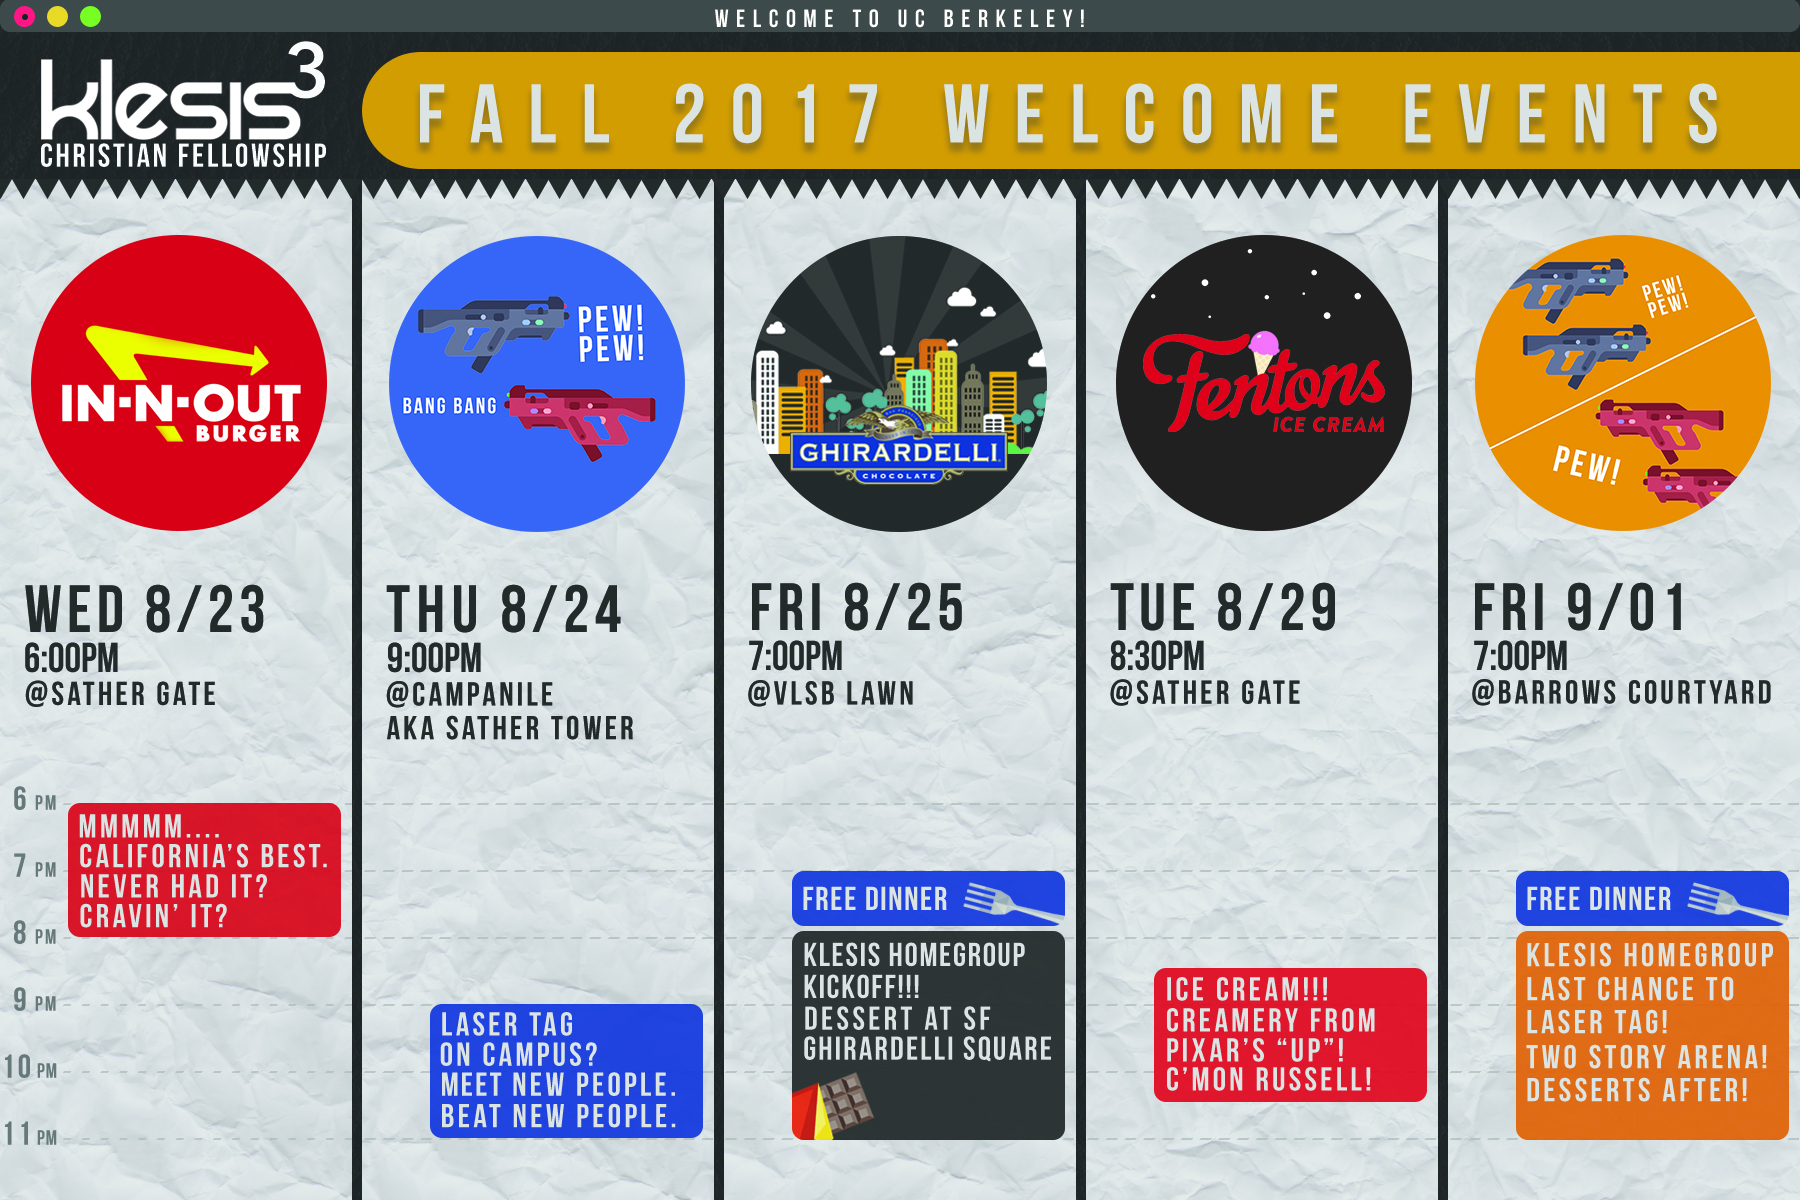 WELCOME TO UC BERKELEY!
klesis3
CHRISTIAN FELLOWSHIP
FALL 2017 WELCOME EVENTS
IN-N-OUT
BURGER
WED 8/23
6:00PM
@SATHER GATE
PEW!
PEW!
BANG BANG
THU 8/24
9:00PM
@CAMPANILE
AKA SATHER TOWER
GHIRARDELLI
CHOCOLATE
FRI 8/25
7:00PM
@VLSB LAWN
Fentons
ICE CREAM
TUE 8/29
8:30PM
@SATHER GATE
PEW!
PEW!
PEW!
FRI 9/01
7:00PM
@BARROWS COURTYARD
6 PM
7 PM
8 PM
9 PM
10 PM
11 PM
MMMMM....
CALIFORNIA'S BEST.
NEVER HAD IT?
CRAVIN' IT?
LASER TAG
ON CAMPUS?
MEET NEW PEOPLE.
BEAT NEW PEOPLE.
FREE DINNER
KLESIS HOMEGROUP
KICKOFF!!!
DESSERT AT SF
GHIRARDELLI SQUARE
ICE CREAM!!!
CREAMERY FROM
PIXAR'S “UP”!
C'MON RUSSELL!
FREE DINNER
KLESIS HOMEGROUP
LAST CHANCE TO
LASER TAG!
TWO STORY ARENA!
DESSERTS AFTER!